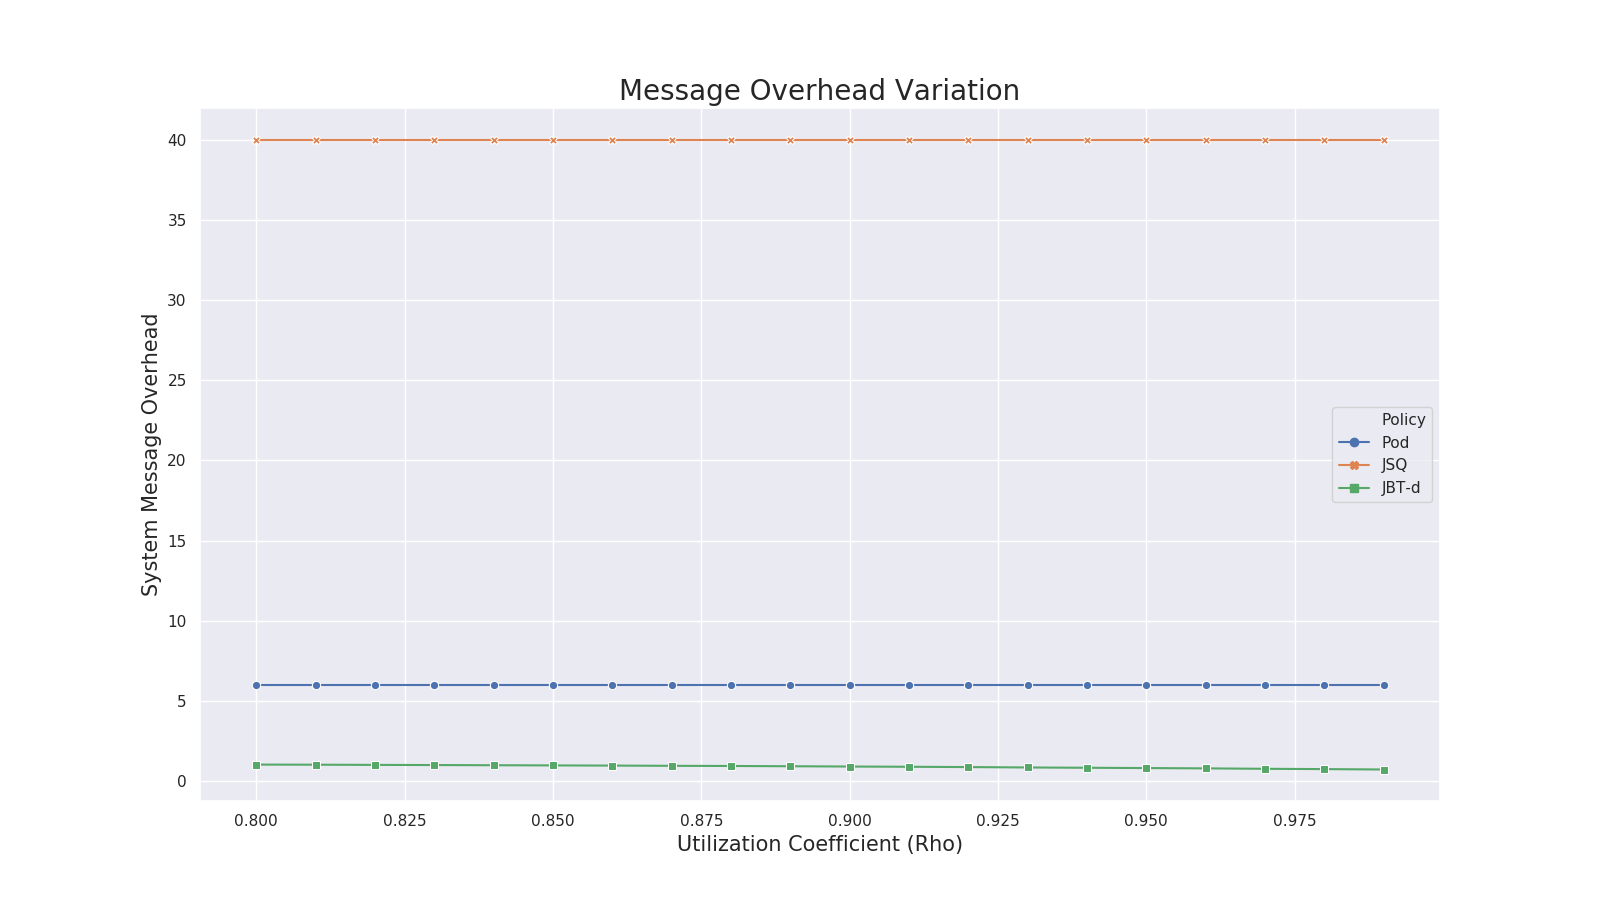 Message Overhead Variation
System Message Overhead
40
35
30
25
20
15
10
5
0
Policy
Pod
JSQ
JBT-d
0.800 0.825 0.850 0.875 0.900 0.925 0.950 0.975
Utilization Coefficient (Rho)